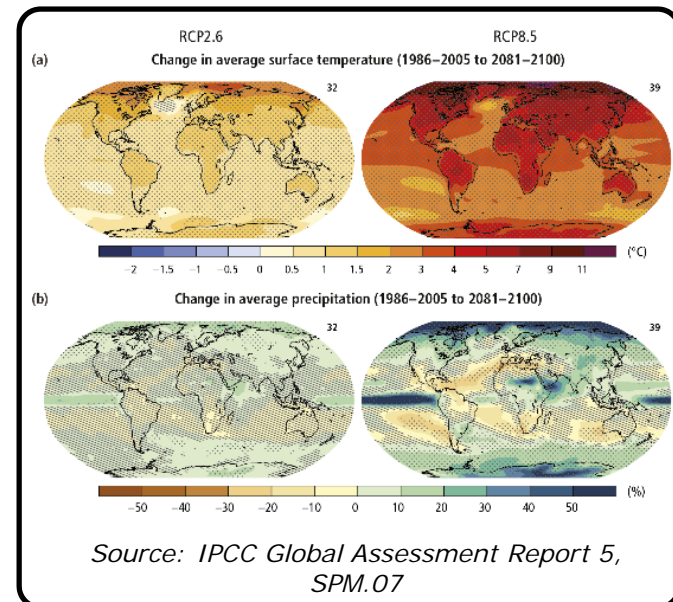 RCP2.6 RCP8.5
(a) Change in average surface temperature (1986–2005 to 2081–2100)
32 39
−2 −1.5 −1 −0.5 0 0.5 1 1.5 2 3 4 5 7 9 11 (°C)
(b) Change in average precipitation (1986–2005 to 2081–2100)
32 39
−50 −40 −30 −20 −10 0 10 20 30 40 50 (%)
Source: IPCC Global Assessment Report 5,
SPM.07